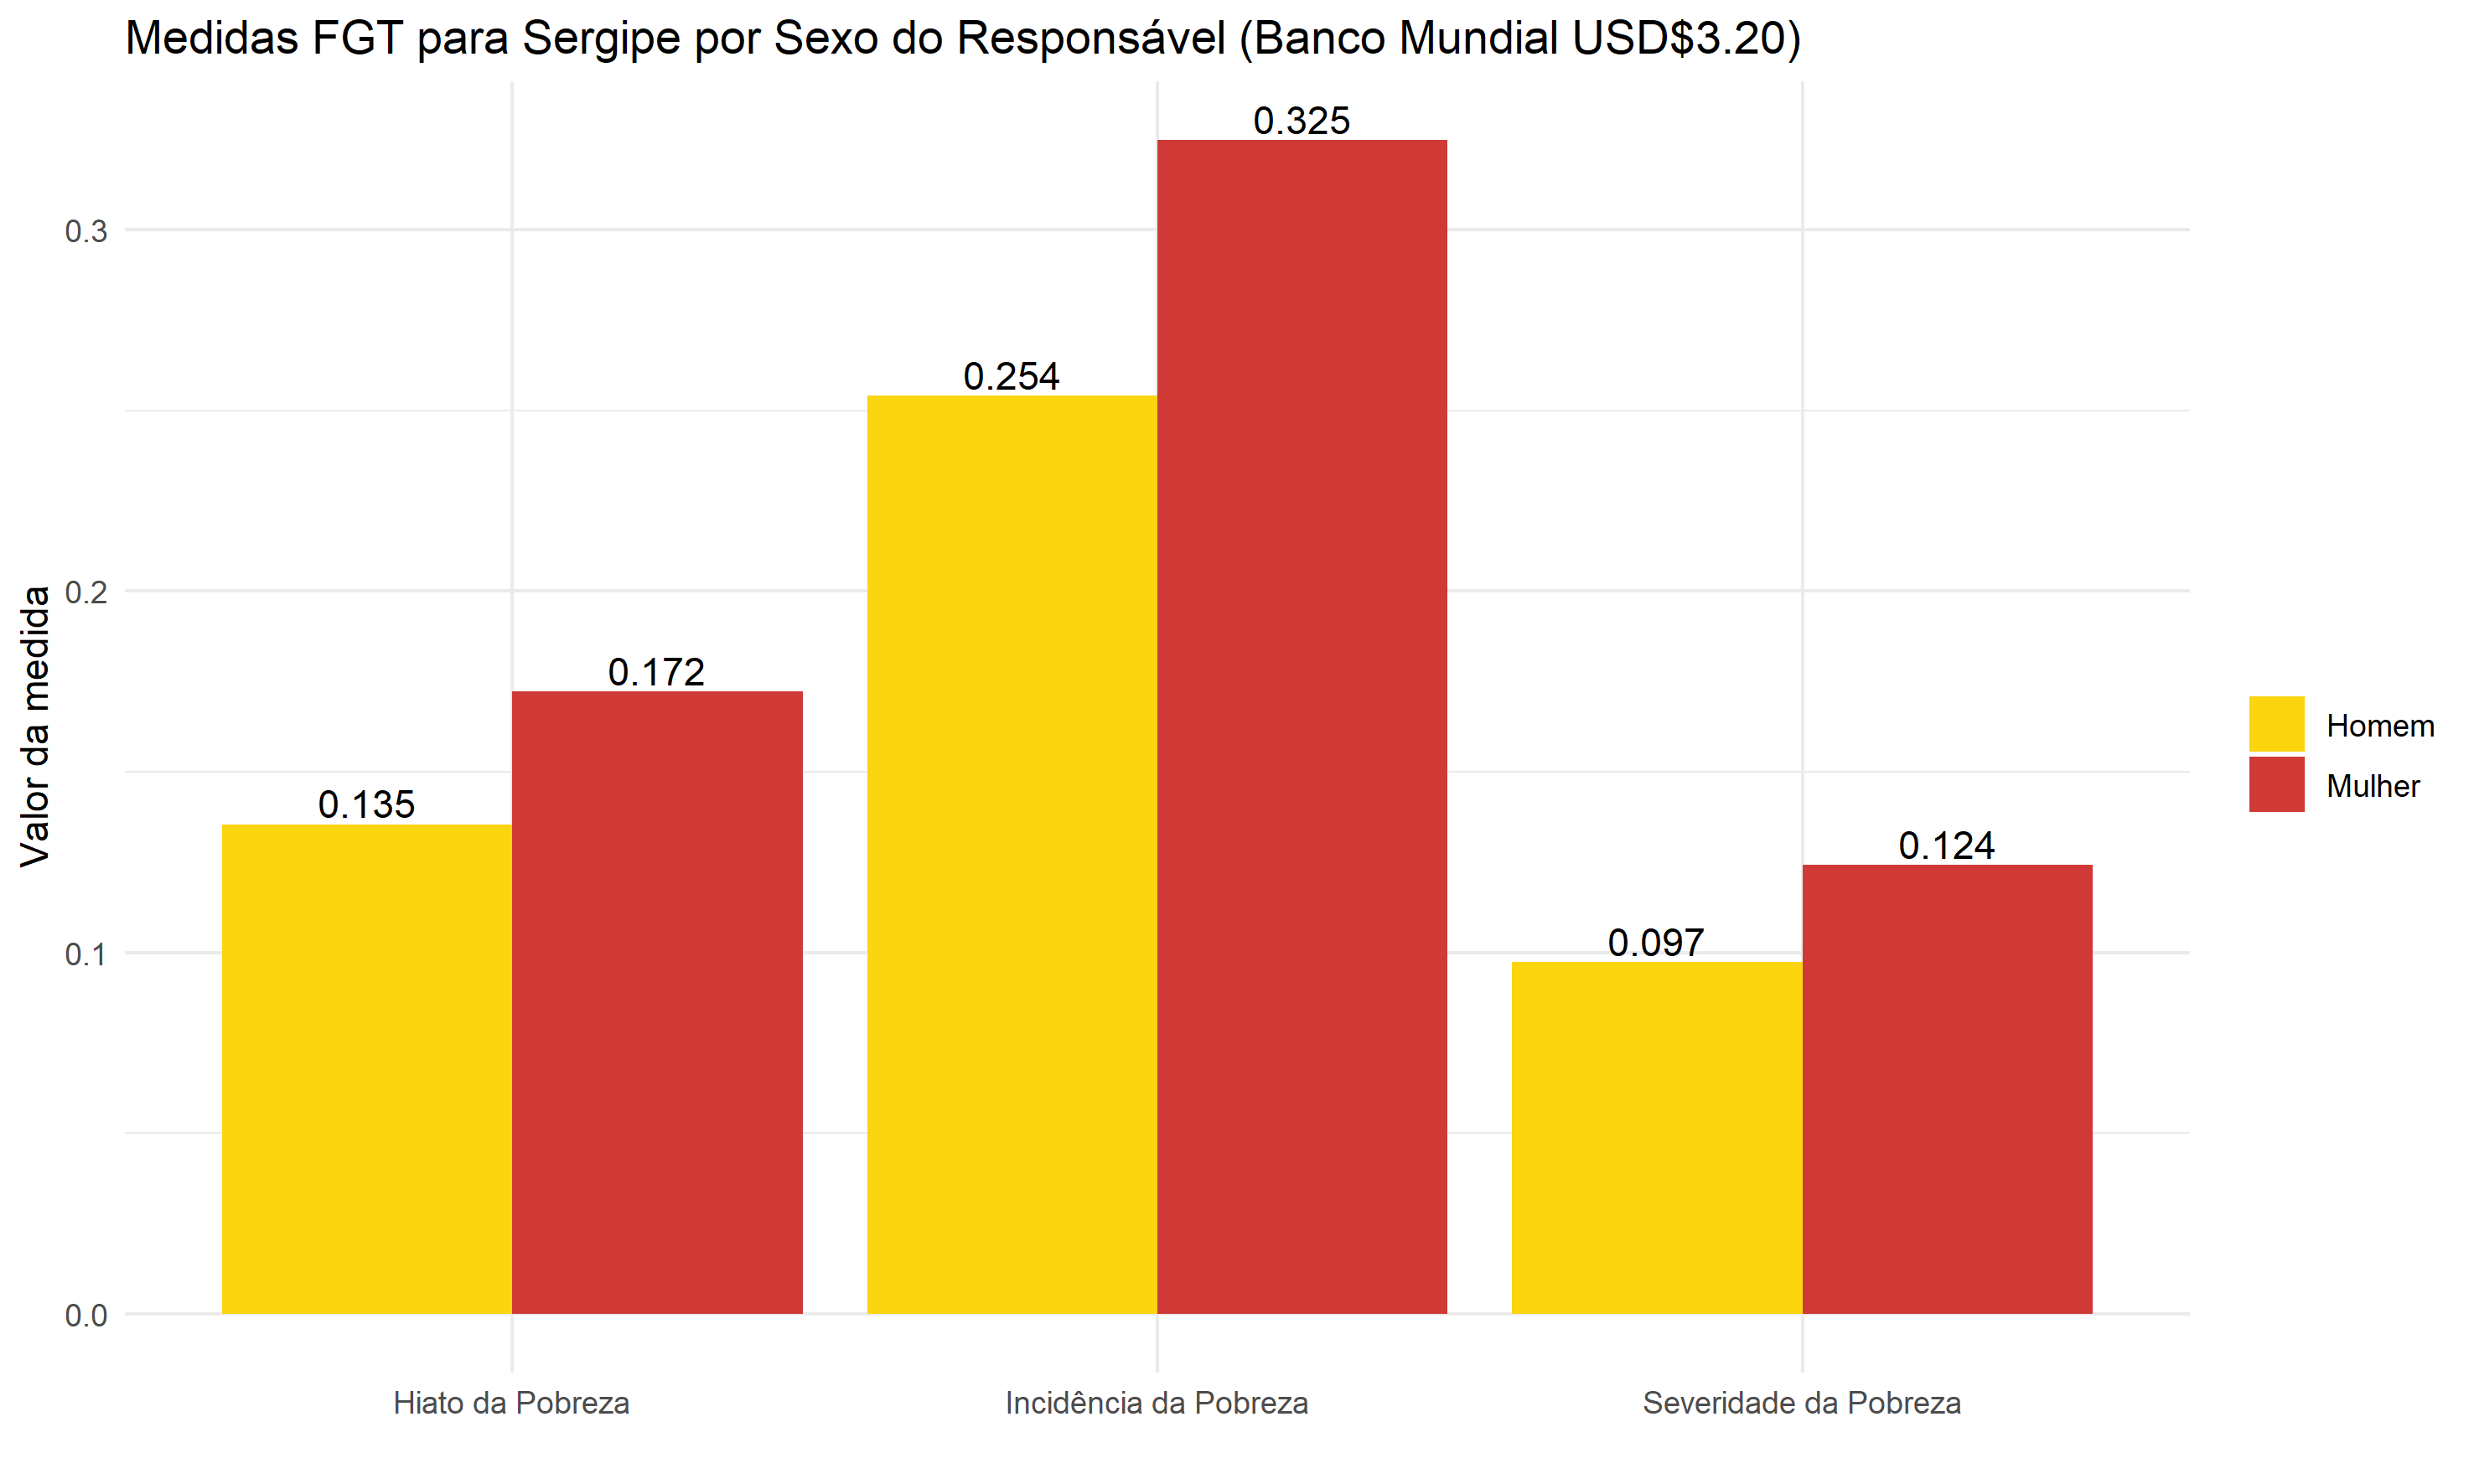 Medidas FGT para Sergipe por Sexo do Responsável (Banco Mundial USD$3.20)
Valor da medida
0.3
0.2
0.1
0.0
0.135
0.172
0.254
0.325
0.097
0.124
Hiato da Pobreza
Incidência da Pobreza
Severidade da Pobreza
Homem
Mulher